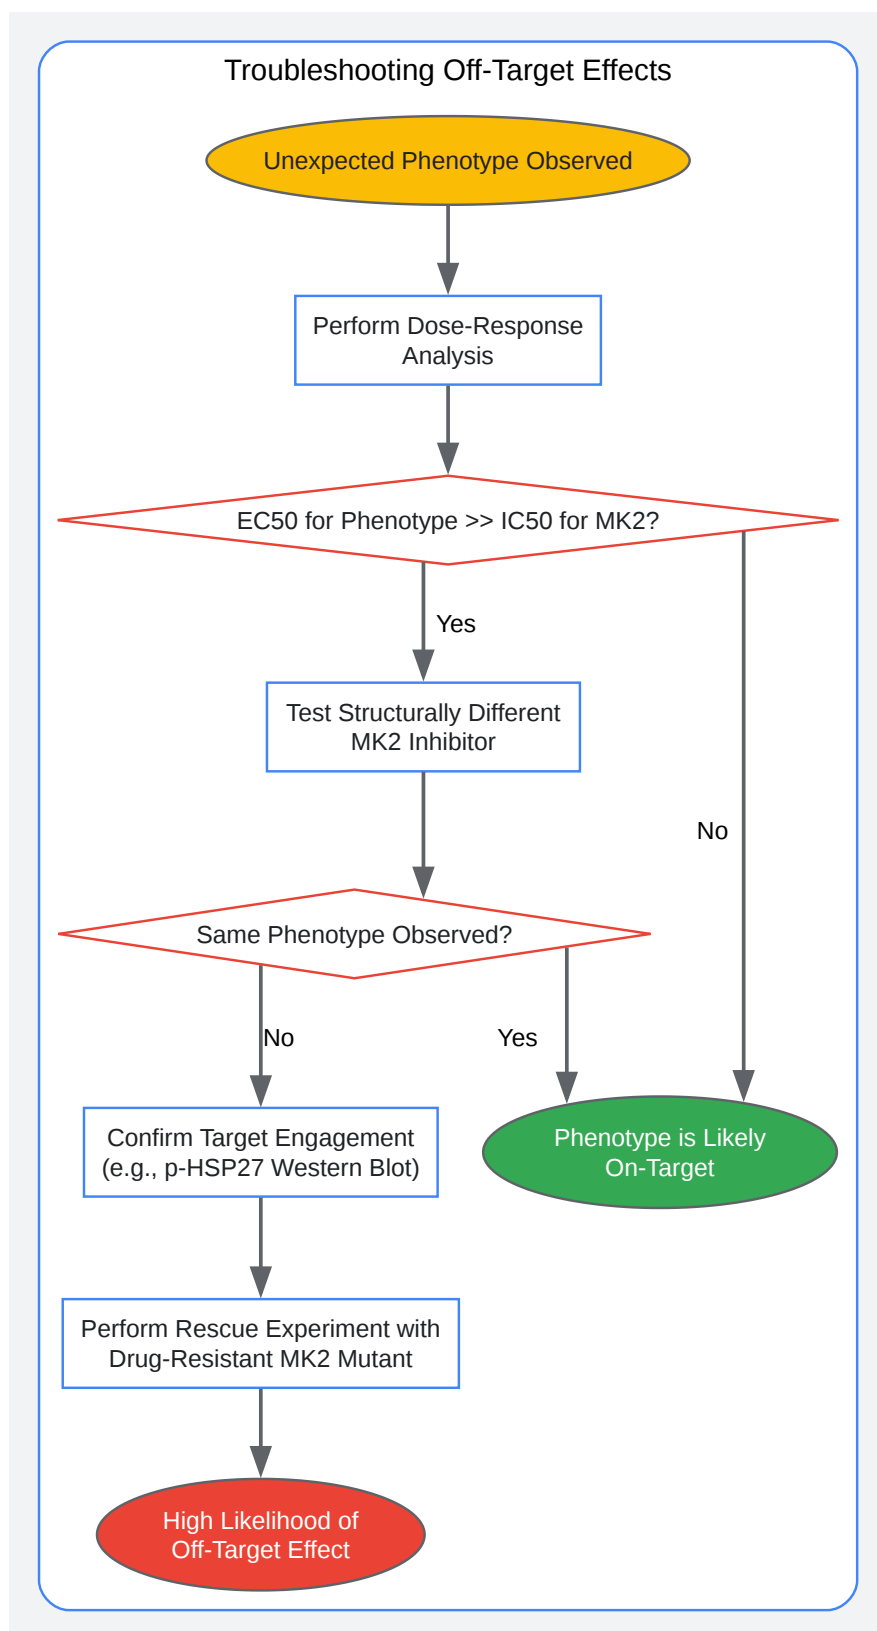 Troubleshooting Off-Target Effects
Unexpected Phenotype Observed
Perform Dose-Response
Analysis
EC50 for Phenotype >> IC50 for MK2?
Yes
Test Structurally Different
MK2 Inhibitor
No
Same Phenotype Observed?
No
Yes
Confirm Target Engagement
(e.g., p-HSP27 Western Blot)
Phenotype is Likely
On-Target
Perform Rescue Experiment with
Drug-Resistant MK2 Mutant
High Likelihood of
Off-Target Effect